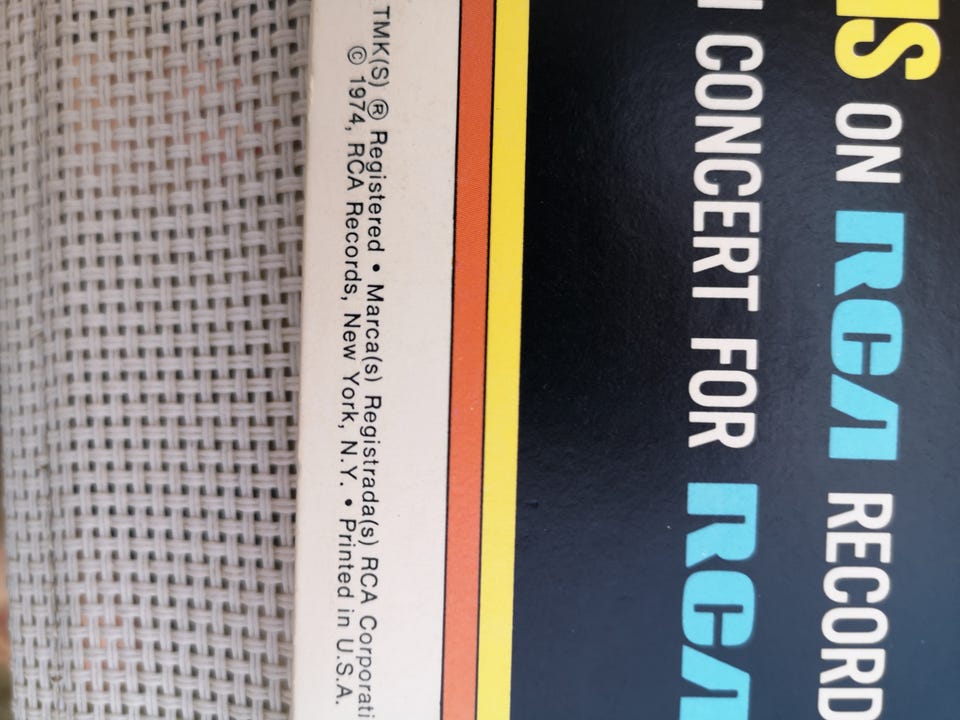 ON RCA RECORD
CONCERT FOR RCA
TMK(S) ® Registered • Marca(s) Registrada(s) RCA Corporati
© 1974, RCA Records, New York, N.Y. • Printed in U.S.A.